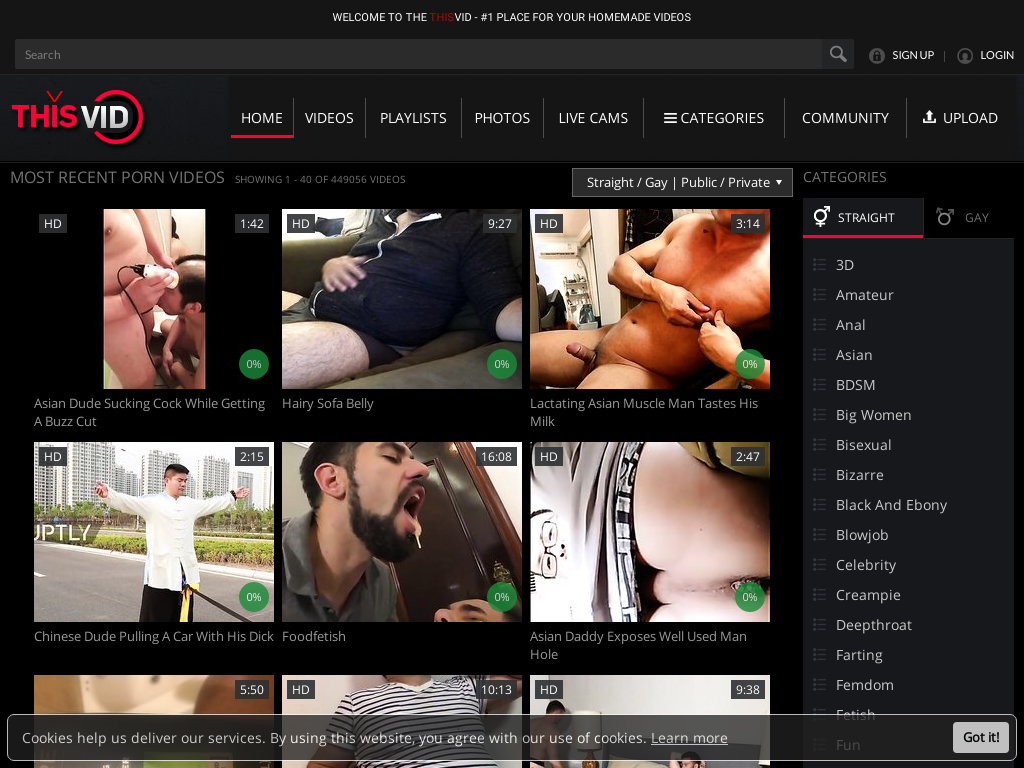 WELCOME TO THE THISVID - #1 PLACE FOR YOUR HOMEMADE VIDEOS
Search
SIGN UP | LOGIN
THISVID
HOME
VIDEOS
PLAYLISTS
PHOTOS
LIVE CAMS
CATEGORIES
COMMUNITY
UPLOAD
MOST RECENT PORN VIDEOS SHOWING 1 - 40 OF 449056 VIDEOS
Straight / Gay | Public / Private
HD 1:42
0%
Asian Dude Sucking Cock While Getting
A Buzz Cut
HD 9:27
0%
Hairy Sofa Belly
HD 3:14
0%
Lactating Asian Muscle Man Tastes His
Milk
HD 2:15
UPTLY
0%
Chinese Dude Pulling A Car With His Dick
16:08
0%
Foodfetish
HD 2:47
0%
Asian Daddy Exposes Well Used Man
Hole
5:50
HD 10:13
HD 9:38
CATEGORIES
STRAIGHT
GAY
3D
Amateur
Anal
Asian
BDSM
Big Women
Bisexual
Bizarre
Black And Ebony
Blowjob
Celebrity
Creampie
Deepthroat
Farting
Femdom
Fetish
Fun
Cookies help us deliver our services. By using this website, you agree with our use of cookies. Learn more
Got it!